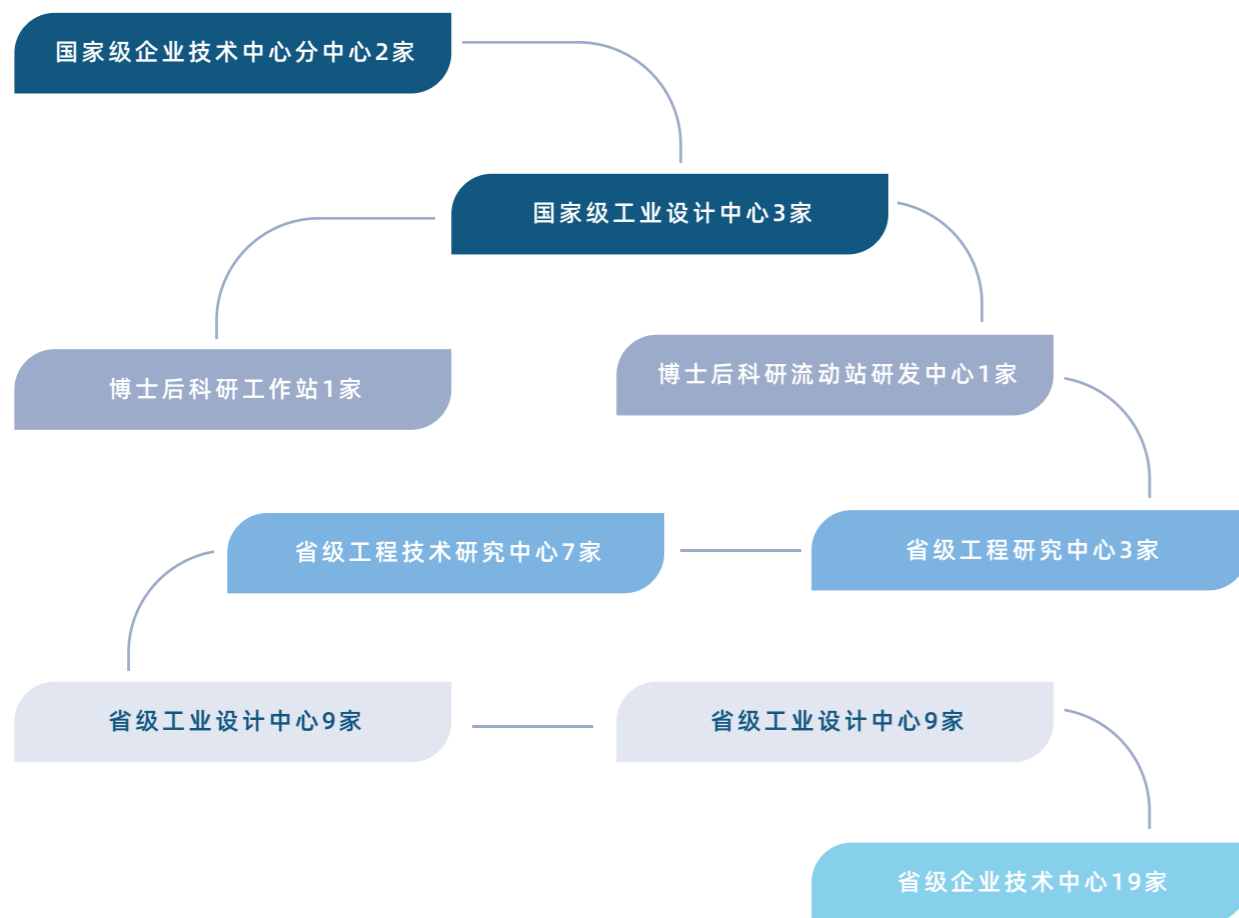 国家级企业技术中心分中心2家
国家级工业设计中心3家
博士后科研工作站1家
博士后科研流动站研发中心1家
省级工程技术研究中心7家
省级工程研究中心3家
省级工业设计中心9家
省级工业设计中心9家
省级企业技术中心19家